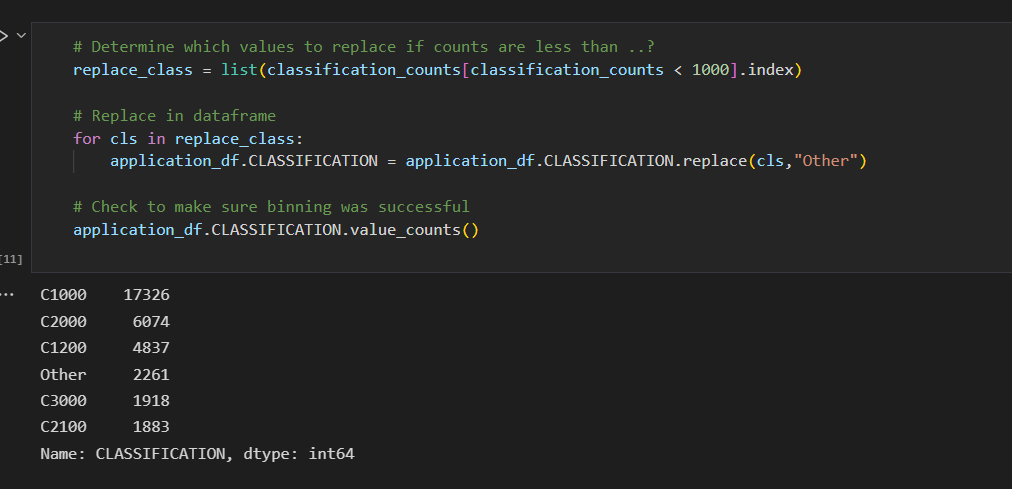 # Determine which values to replace if counts are less than ..?
replace_class = list(classification_counts[classification_counts < 1000].index)
# Replace in dataframe
for cls in replace_class:
application_df.CLASSIFICATION = application_df.CLASSIFICATION.replace(cls,"Other")
# Check to make sure binning was successful
application_df.CLASSIFICATION.value_counts()
[11]
...
C1000 17326
C2000 6074
C1200 4837
Other 2261
C3000 1918
C2100 1883
Name: CLASSIFICATION, dtype: int64